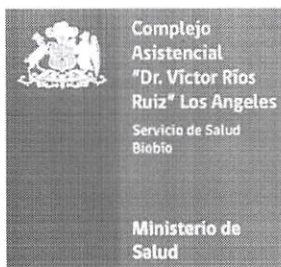 Complejo
Asistencial
"Dr. Víctor Ríos
Ruiz" Los Angeles
Servicio de Salud
Biobío
Ministerio de
Salud